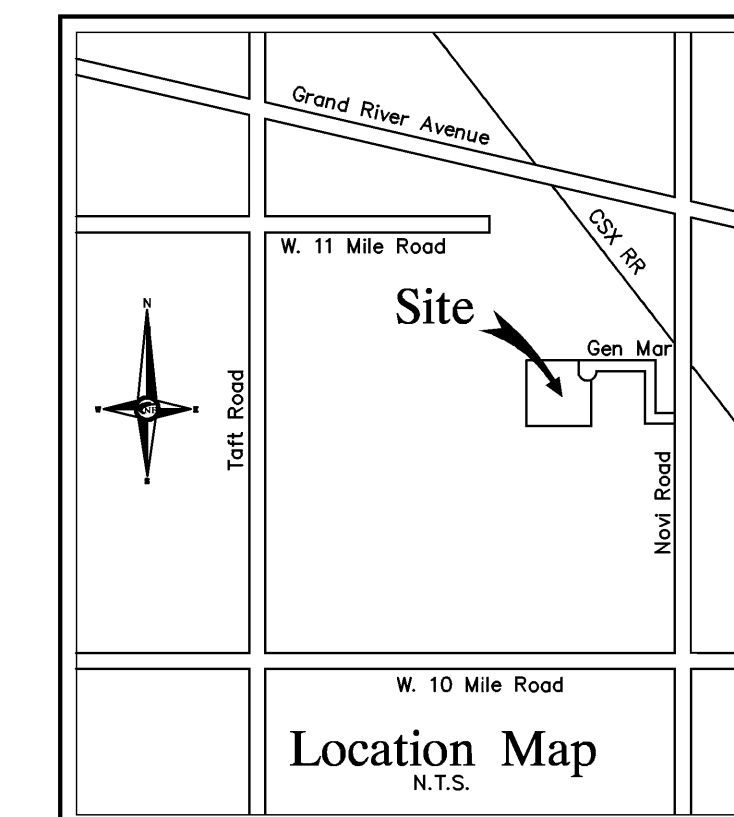 Grand River Avenue
CSX RR
W. 11 Mile Road
N
Site
Gen Mar
W
E
S
Taft Road
Novi Road
W. 10 Mile Road
Location Map
N.T.S.